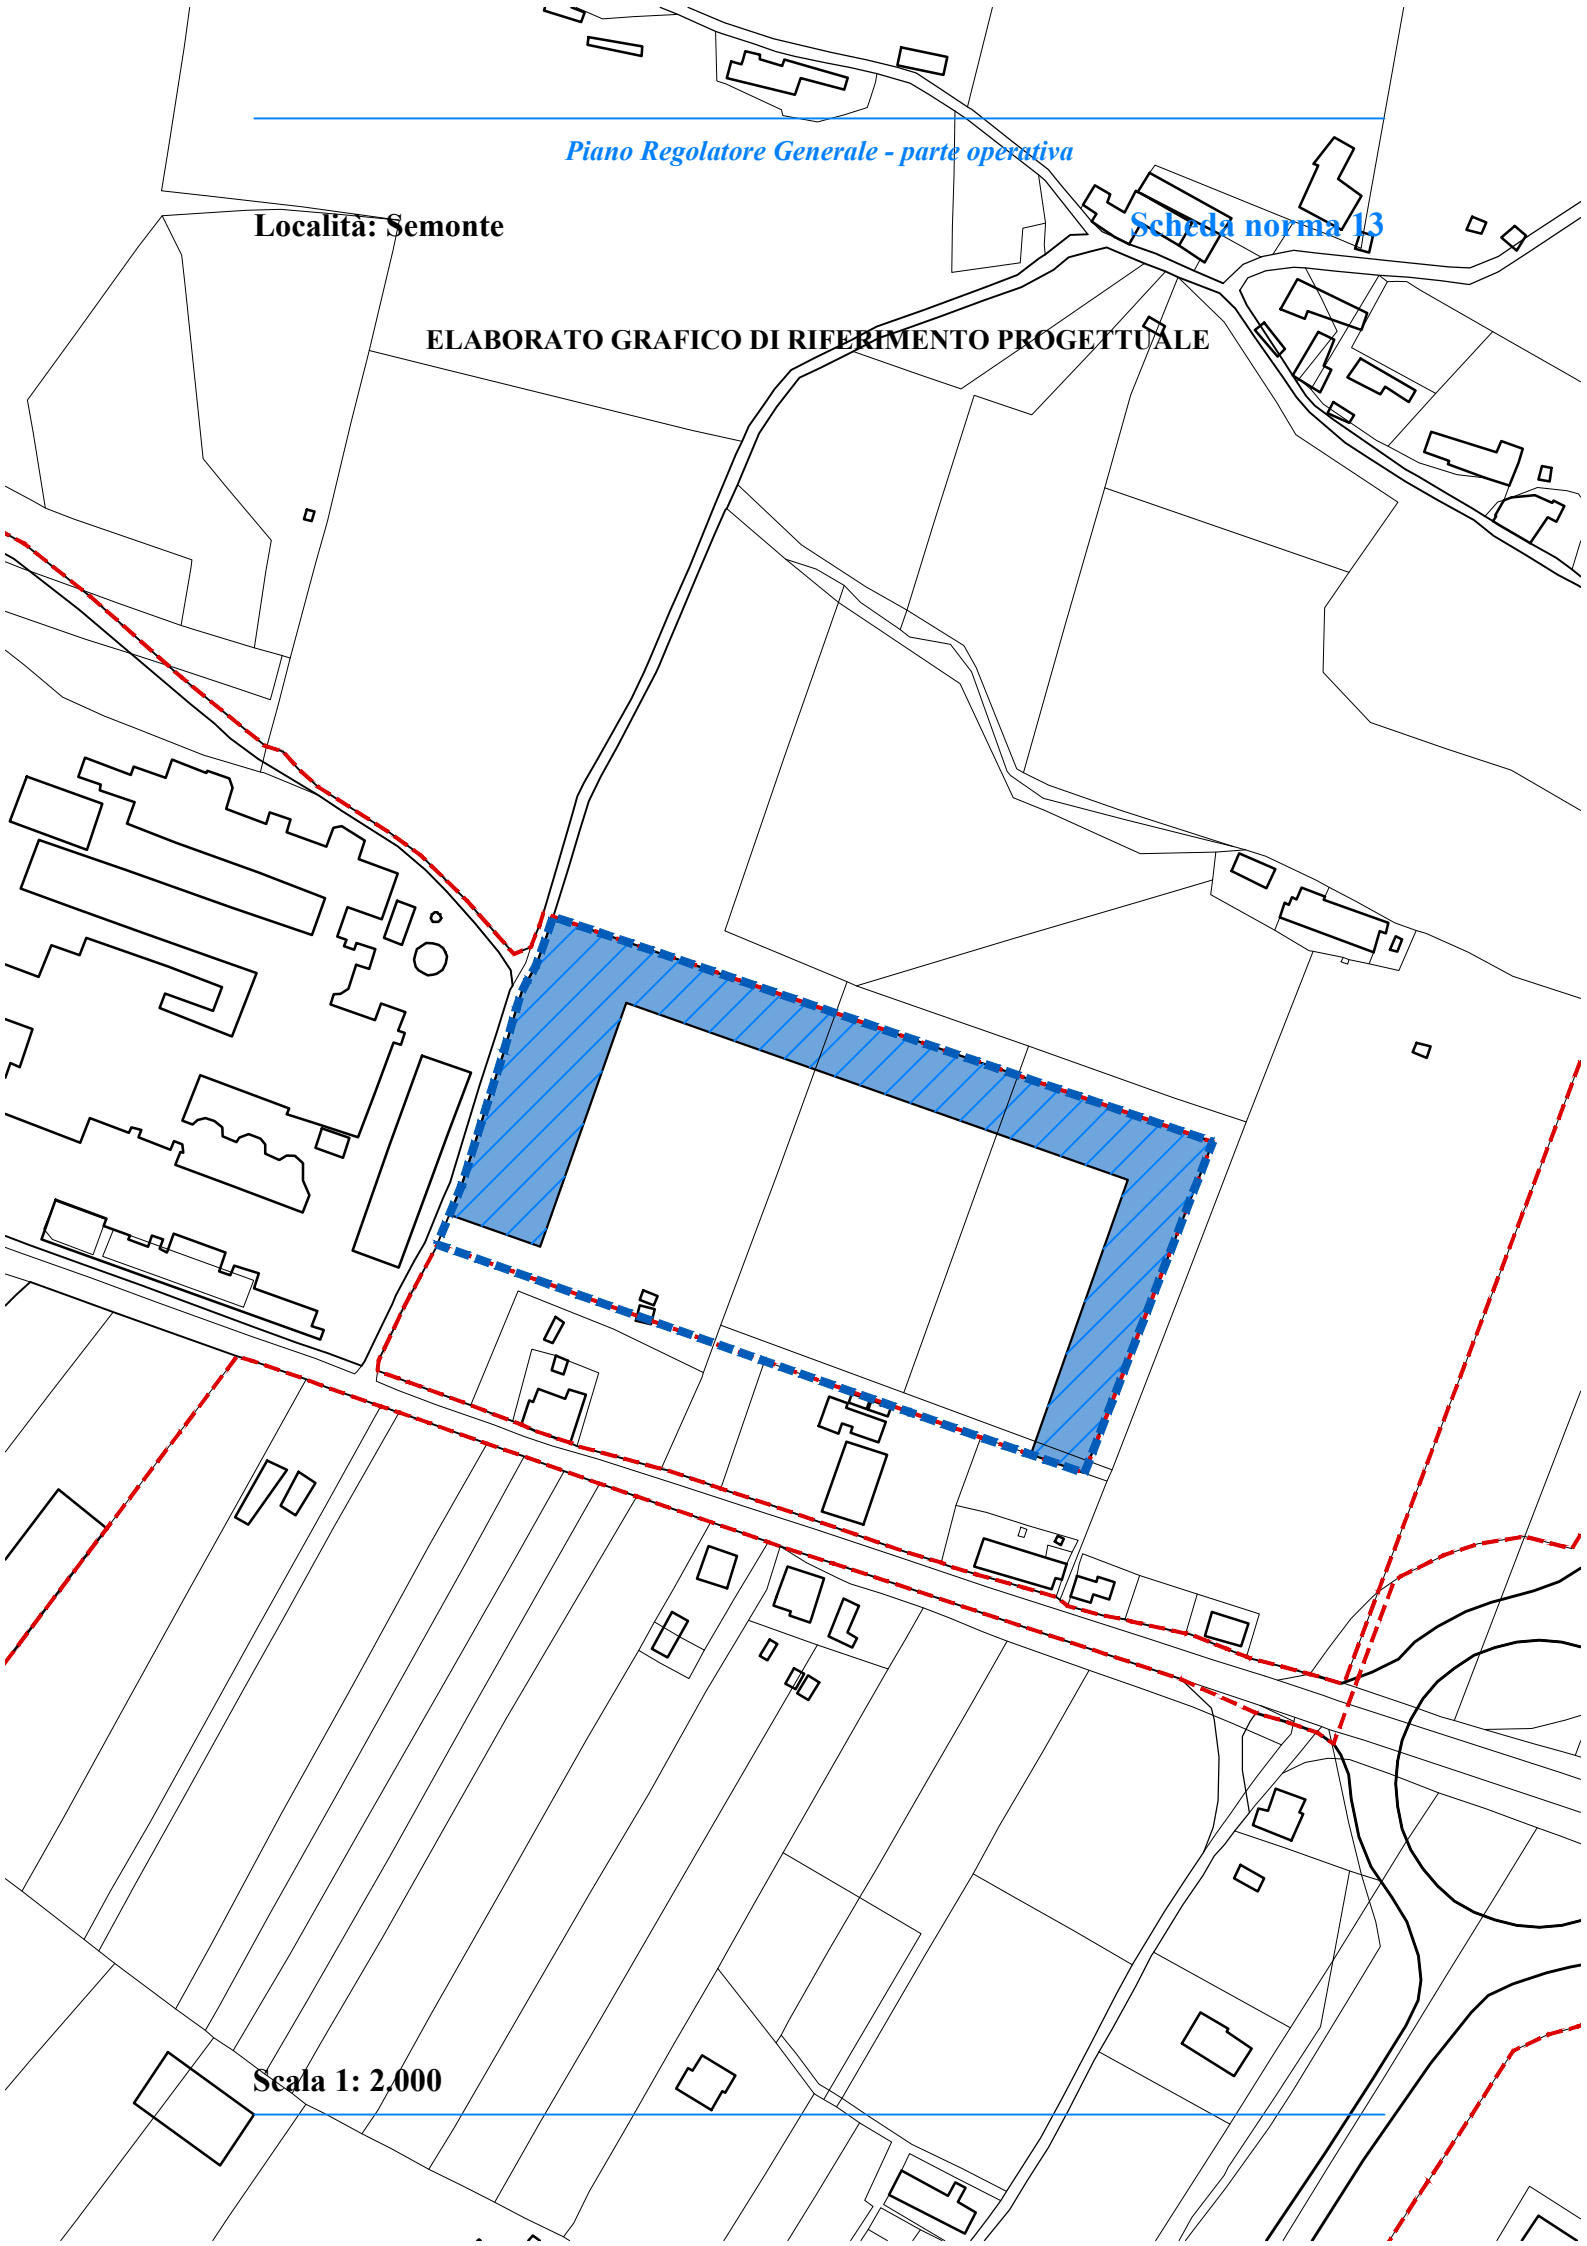 Piano Regolatore Generale - parte operativa
Località: Semonte
Scheda norma 13
ELABORATO GRAFICO DI RIFERIMENTO PROGETTUALE
Scala 1: 2.000